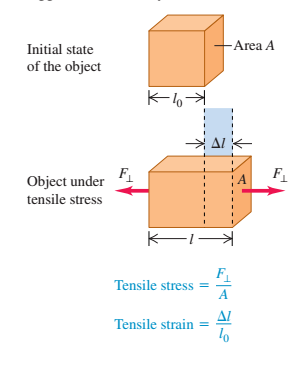 Initial state
of the object
Area A
l₀
Δl
Object under
tensile stress
F⊥
A
F⊥
l
Tensile stress = F⊥/A
Tensile strain = Δl/l₀